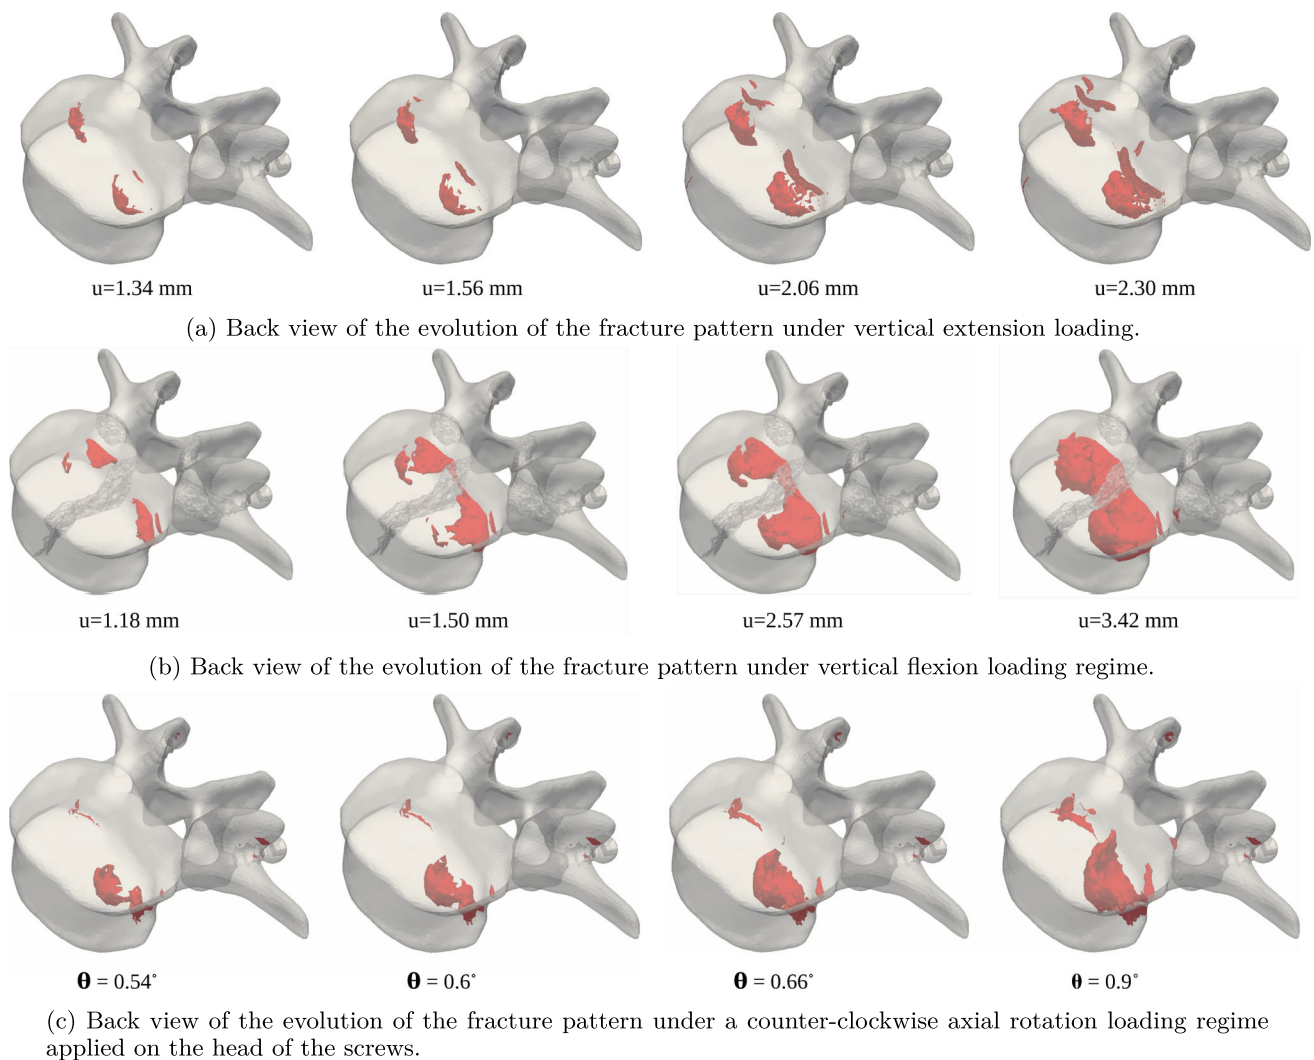 u=1.34 mm u=1.56 mm u=2.06 mm u=2.30 mm
(a) Back view of the evolution of the fracture pattern under vertical extension loading.
u=1.18 mm u=1.50 mm u=2.57 mm u=3.42 mm
(b) Back view of the evolution of the fracture pattern under vertical flexion loading regime.
θ = 0.54° θ = 0.6° θ = 0.66° θ = 0.9°
(c) Back view of the evolution of the fracture pattern under a counter-clockwise axial rotation loading regime
applied on the head of the screws.